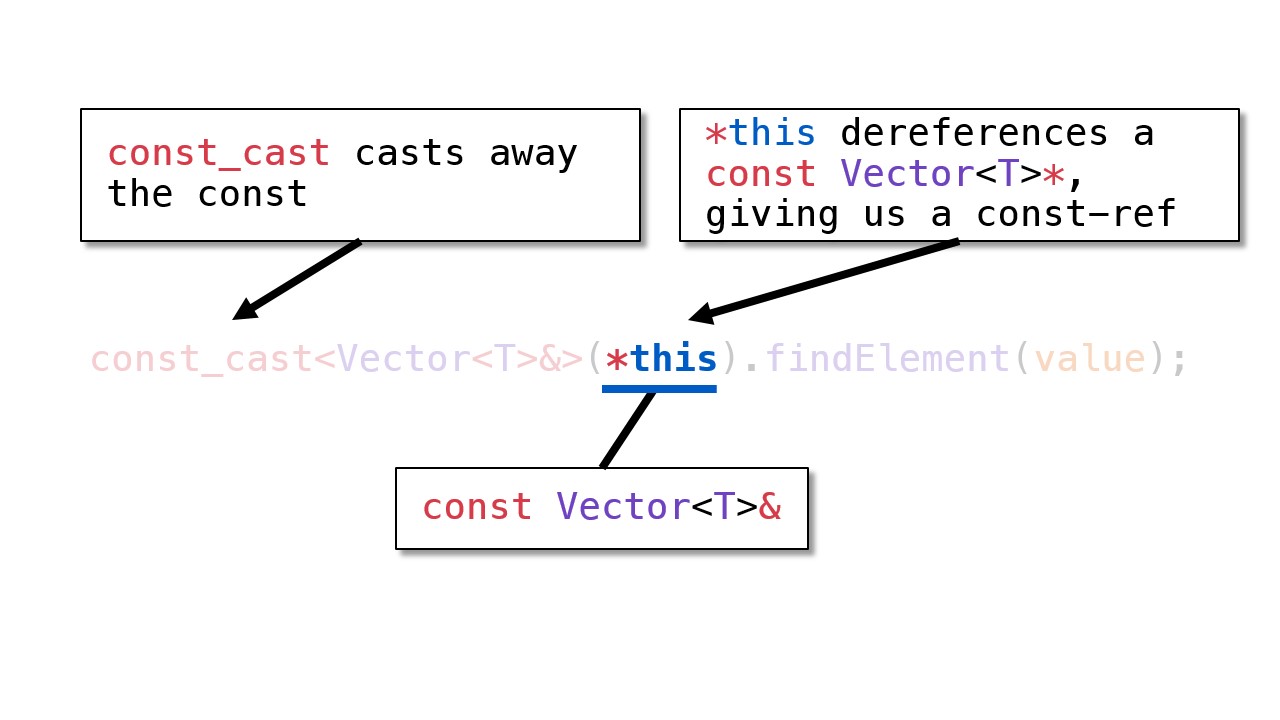 const_cast casts away
the const
*this dereferences a
const Vector<T>*,
giving us a const-ref
const_cast<Vector<T>&>(*this).findElement(value);
const Vector<T>&